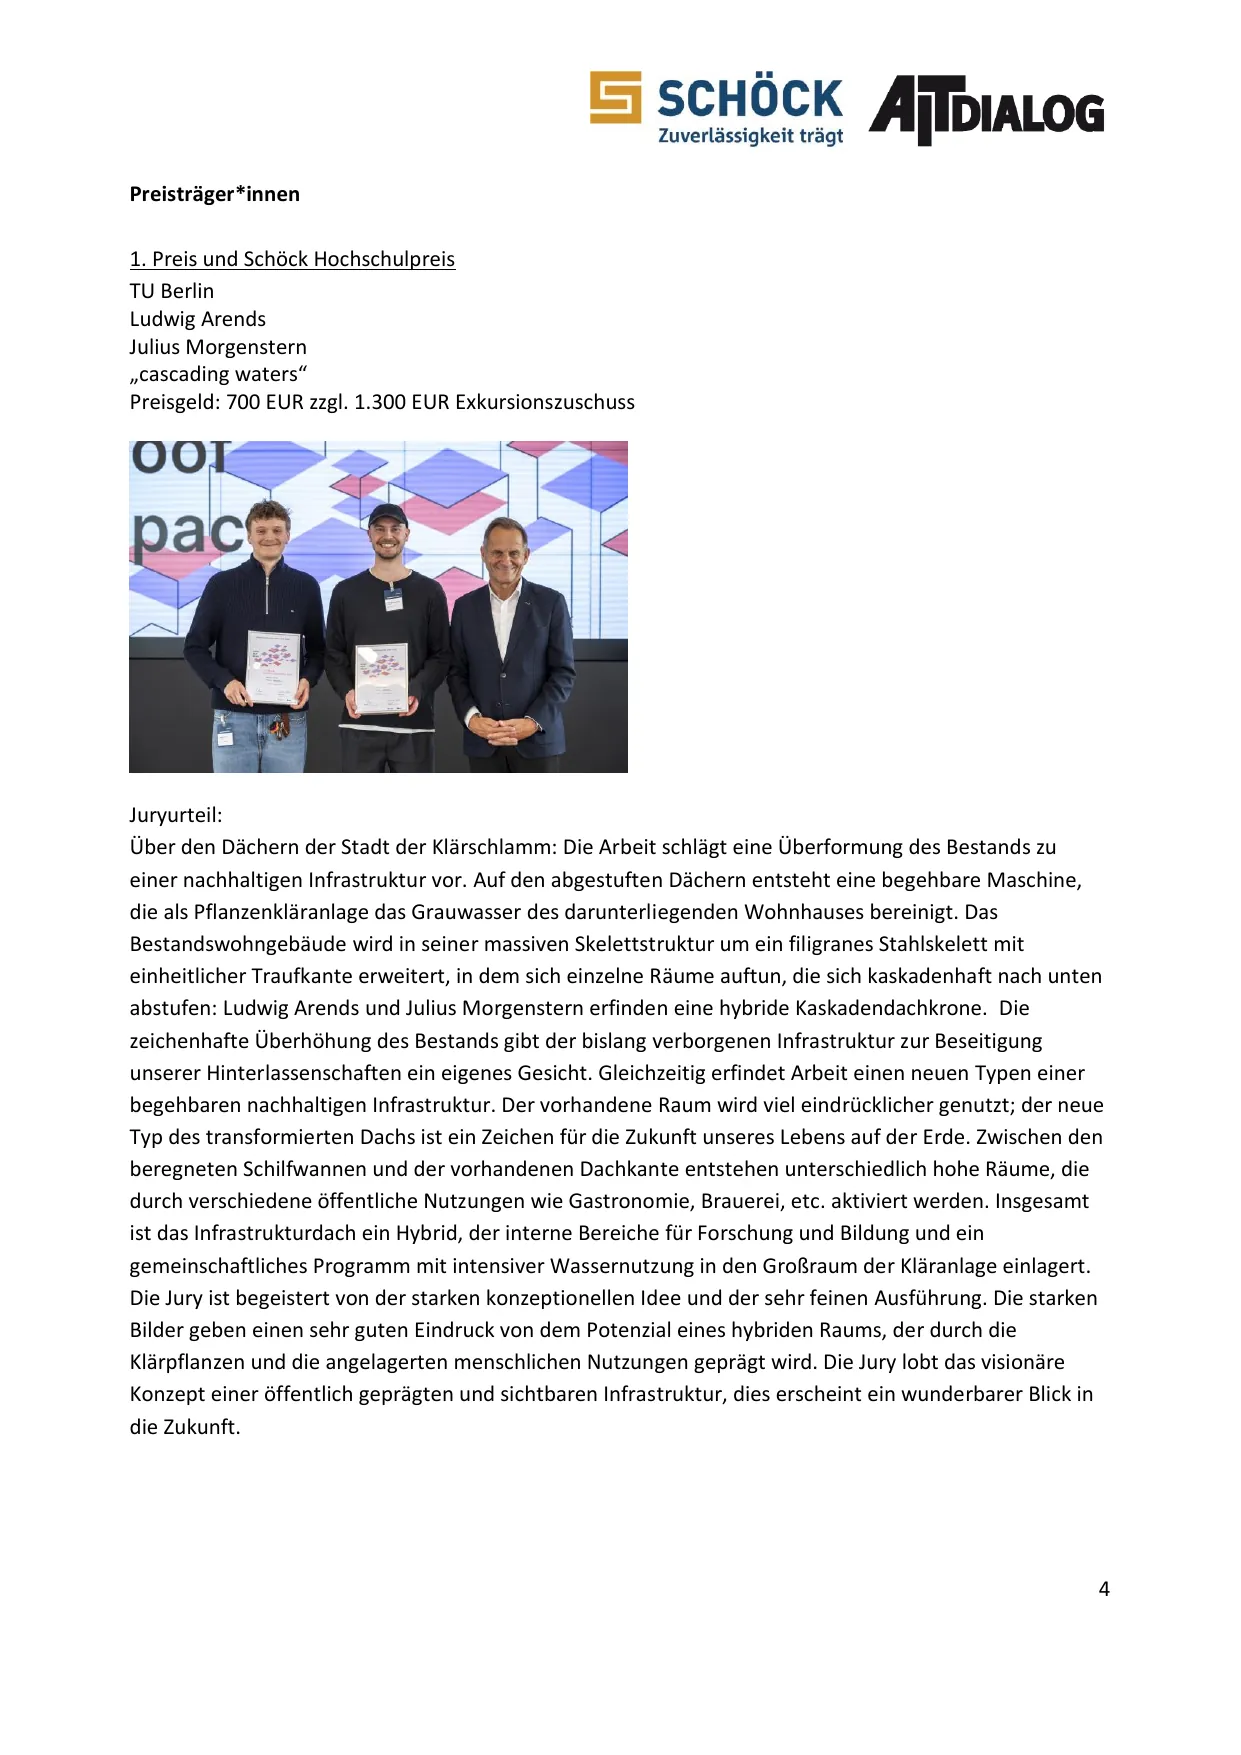 SCHÖCK
Zuverlässigkeit trägt
AIT DIALOG
Preisträger*innen
1. Preis und Schöck Hochschulpreis
TU Berlin
Ludwig Arends
Julius Morgenstern
„cascading waters“
Preisgeld: 700 EUR zzgl. 1.300 EUR Exkursionszuschuss
oof
pac
Juryurteil:
Über den Dächern der Stadt der Klärschlamm: Die Arbeit schlägt eine Überformung des Bestands zu
einer nachhaltigen Infrastruktur vor. Auf den abgestuften Dächern entsteht eine begehbare Maschine,
die als Pflanzenkläranlage das Grauwasser des darunterliegenden Wohnhauses bereinigt. Das
Bestandswohngebäude wird in seiner massiven Skelettstruktur um ein filigranes Stahlskelett mit
einheitlicher Traufkante erweitert, in dem sich einzelne Räume auftun, die sich kaskadenhaft nach unten
abstufen: Ludwig Arends und Julius Morgenstern erfinden eine hybride Kaskadendachkrone.  Die
zeichenhafte Überhöhung des Bestands gibt der bislang verborgenen Infrastruktur zur Beseitigung
unserer Hinterlassenschaften ein eigenes Gesicht. Gleichzeitig erfindet Arbeit einen neuen Typen einer
begehbaren nachhaltigen Infrastruktur. Der vorhandene Raum wird viel eindrücklicher genutzt; der neue
Typ des transformierten Dachs ist ein Zeichen für die Zukunft unseres Lebens auf der Erde. Zwischen den
beregneten Schilfwannen und der vorhandenen Dachkante entstehen unterschiedlich hohe Räume, die
durch verschiedene öffentliche Nutzungen wie Gastronomie, Brauerei, etc. aktiviert werden. Insgesamt
ist das Infrastrukturdach ein Hybrid, der interne Bereiche für Forschung und Bildung und ein
gemeinschaftliches Programm mit intensiver Wassernutzung in den Großraum der Kläranlage einlagert.
Die Jury ist begeistert von der starken konzeptionellen Idee und der sehr feinen Ausführung. Die starken
Bilder geben einen sehr guten Eindruck von dem Potenzial eines hybriden Raums, der durch die
Klärpflanzen und die angelagerten menschlichen Nutzungen geprägt wird. Die Jury lobt das visionäre
Konzept einer öffentlich geprägten und sichtbaren Infrastruktur, dies erscheint ein wunderbarer Blick in
die Zukunft.
4